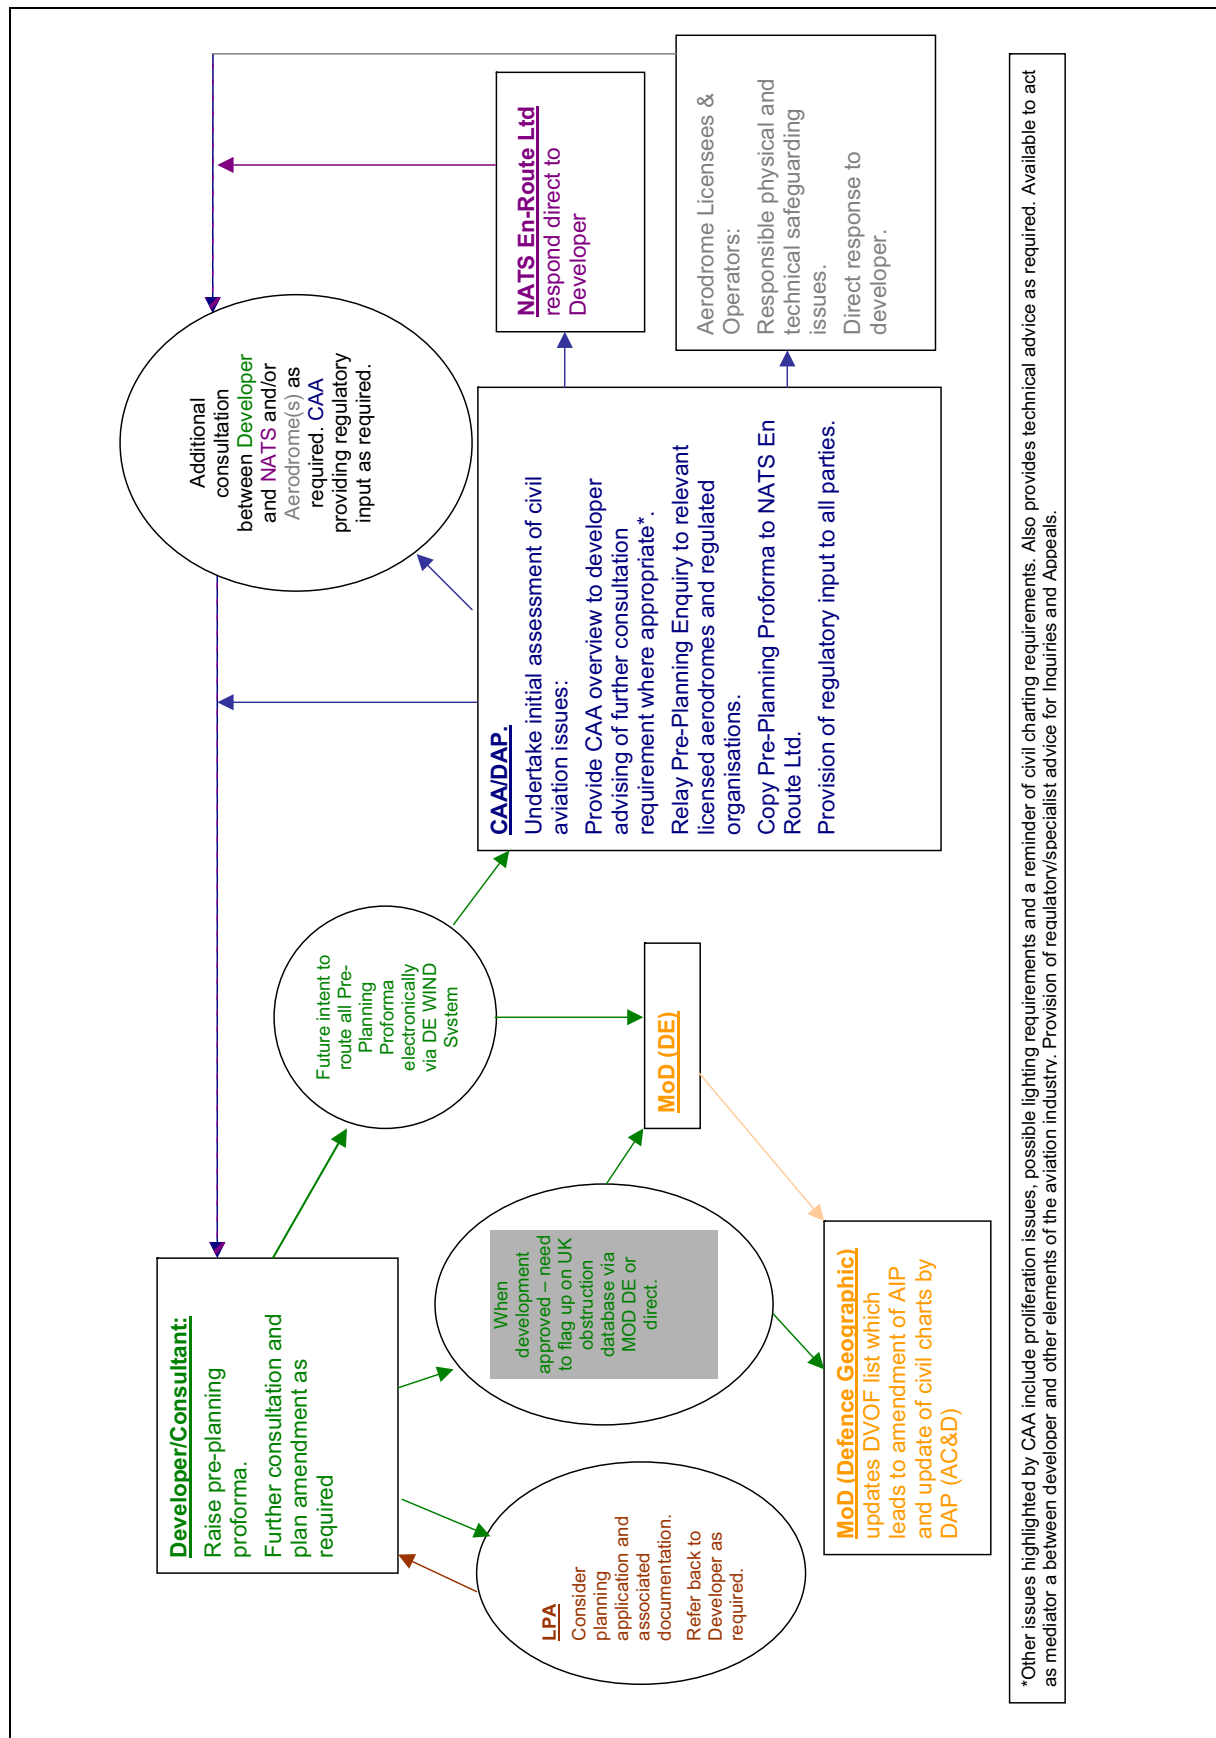 Developer/Consultant:
Raise pre-planning
proforma.
Further consultation and
plan amendment as
required
LPA
Consider
planning
application and
associated
documentation.
Refer back to
Developer as
required.
When
development
approved – need
to flag up on UK
obstruction
database via
MOD DE or
direct.
MoD (Defence Geographic)
updates DVOF list which
leads to amendment of AIP
and update of civil charts by
DAP (AC&D)
Future intent to
route all Pre-
Planning
Proforma
electronically
via DE WIND
System
MoD (DE)
CAA/DAP.
Undertake initial assessment of civil
aviation issues:
Provide CAA overview to developer
advising of further consultation
requirement where appropriate*.
Relay Pre-Planning Enquiry to relevant
licensed aerodromes and regulated
organisations.
Copy Pre-Planning Proforma to NATS En
Route Ltd.
Provision of regulatory input to all parties.
Additional
consultation
between Developer
and NATS and/or
Aerodrome(s) as
required. CAA
providing regulatory
input as required.
NATS En-Route Ltd
respond direct to
Developer
Aerodrome Licensees &
Operators:
Responsible physical and
technical safeguarding
issues.
Direct response to
developer.
*Other issues highlighted by CAA include proliferation issues, possible lighting requirements and a reminder of civil charting requirements. Also provides technical advice as required. Available to act
as mediator a between developer and other elements of the aviation industry. Provision of regulatory/specialist advice for Inquiries and Appeals.